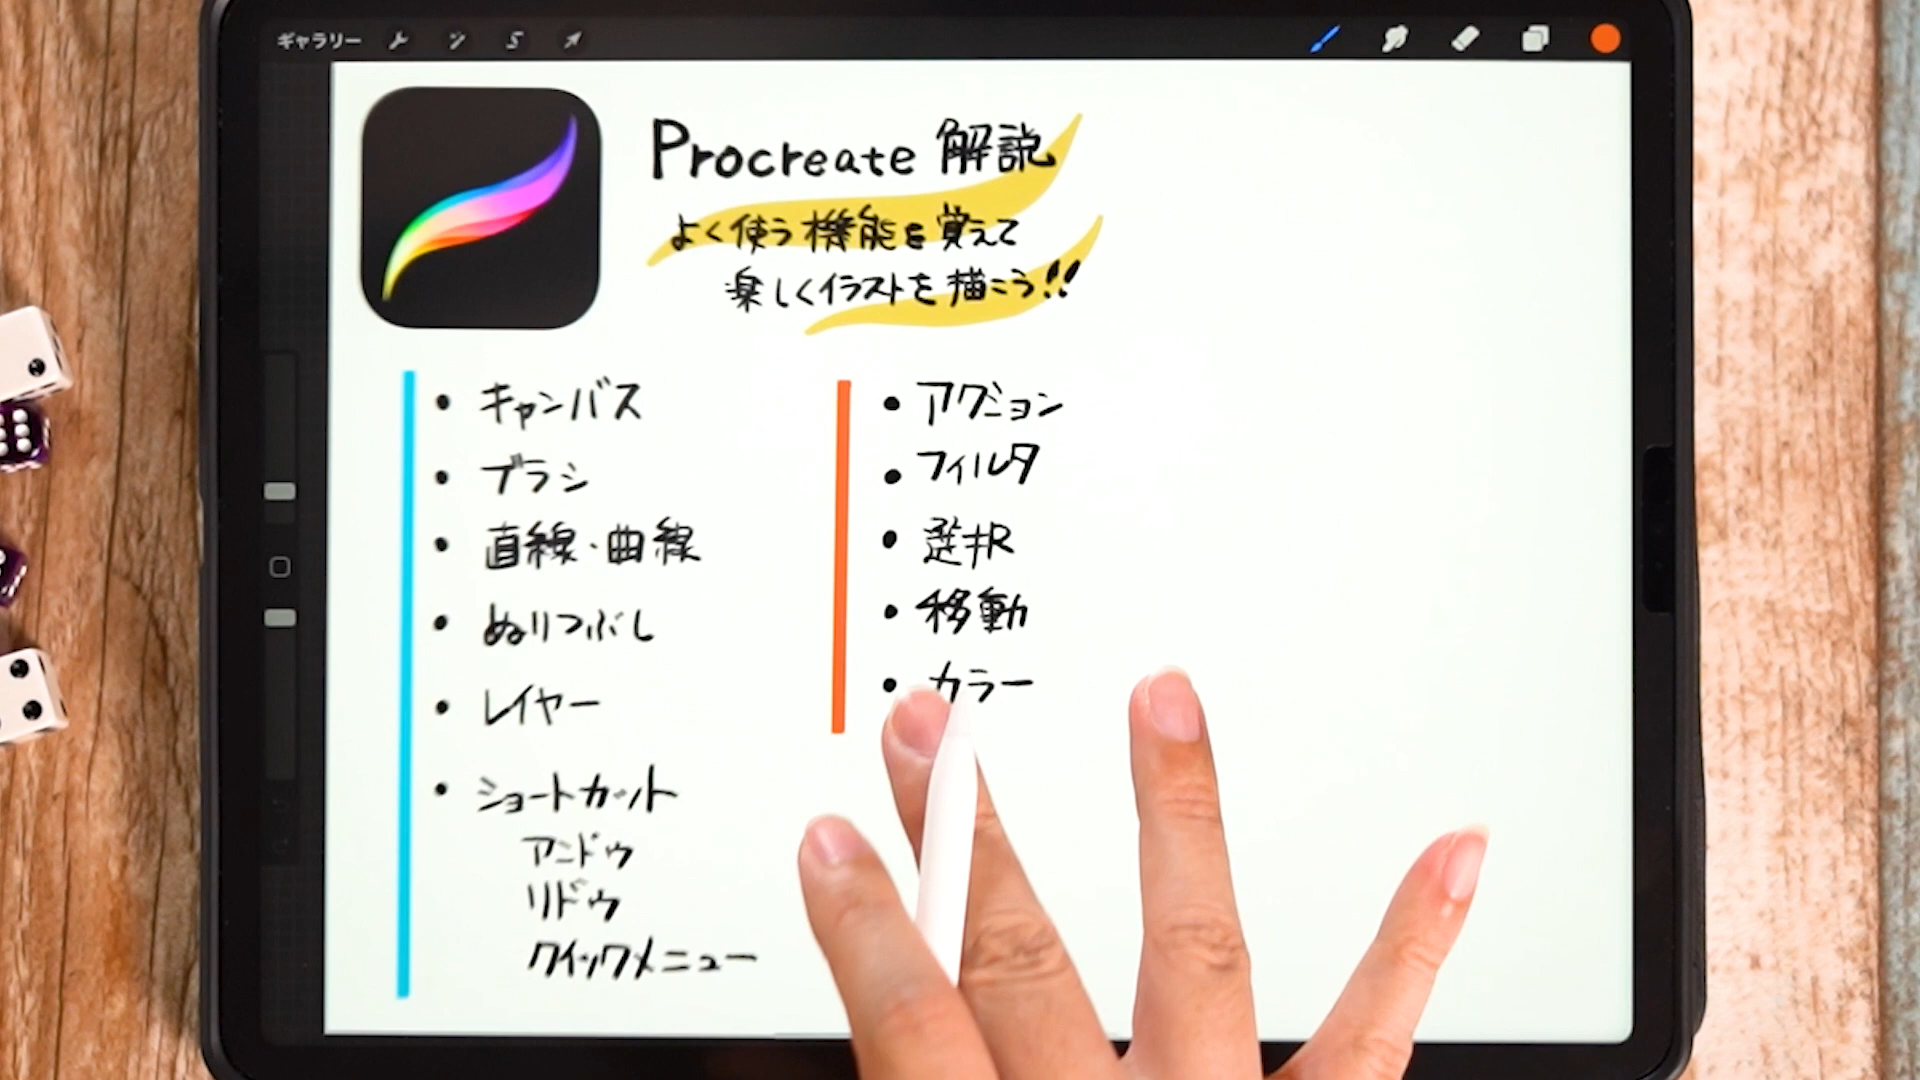 ギャラリー
Procreate 解説
よく使う機能を覚えて
楽しくイラストを描こう!!
• キャンバス
• ブラシ
• 直線・曲線
• ぬりつぶし
• レイヤー
• ショートカット
アンドゥ
リドゥ
クイックメニュー
• アクション
• フィルタ
• 選択
• 移動
• カラー